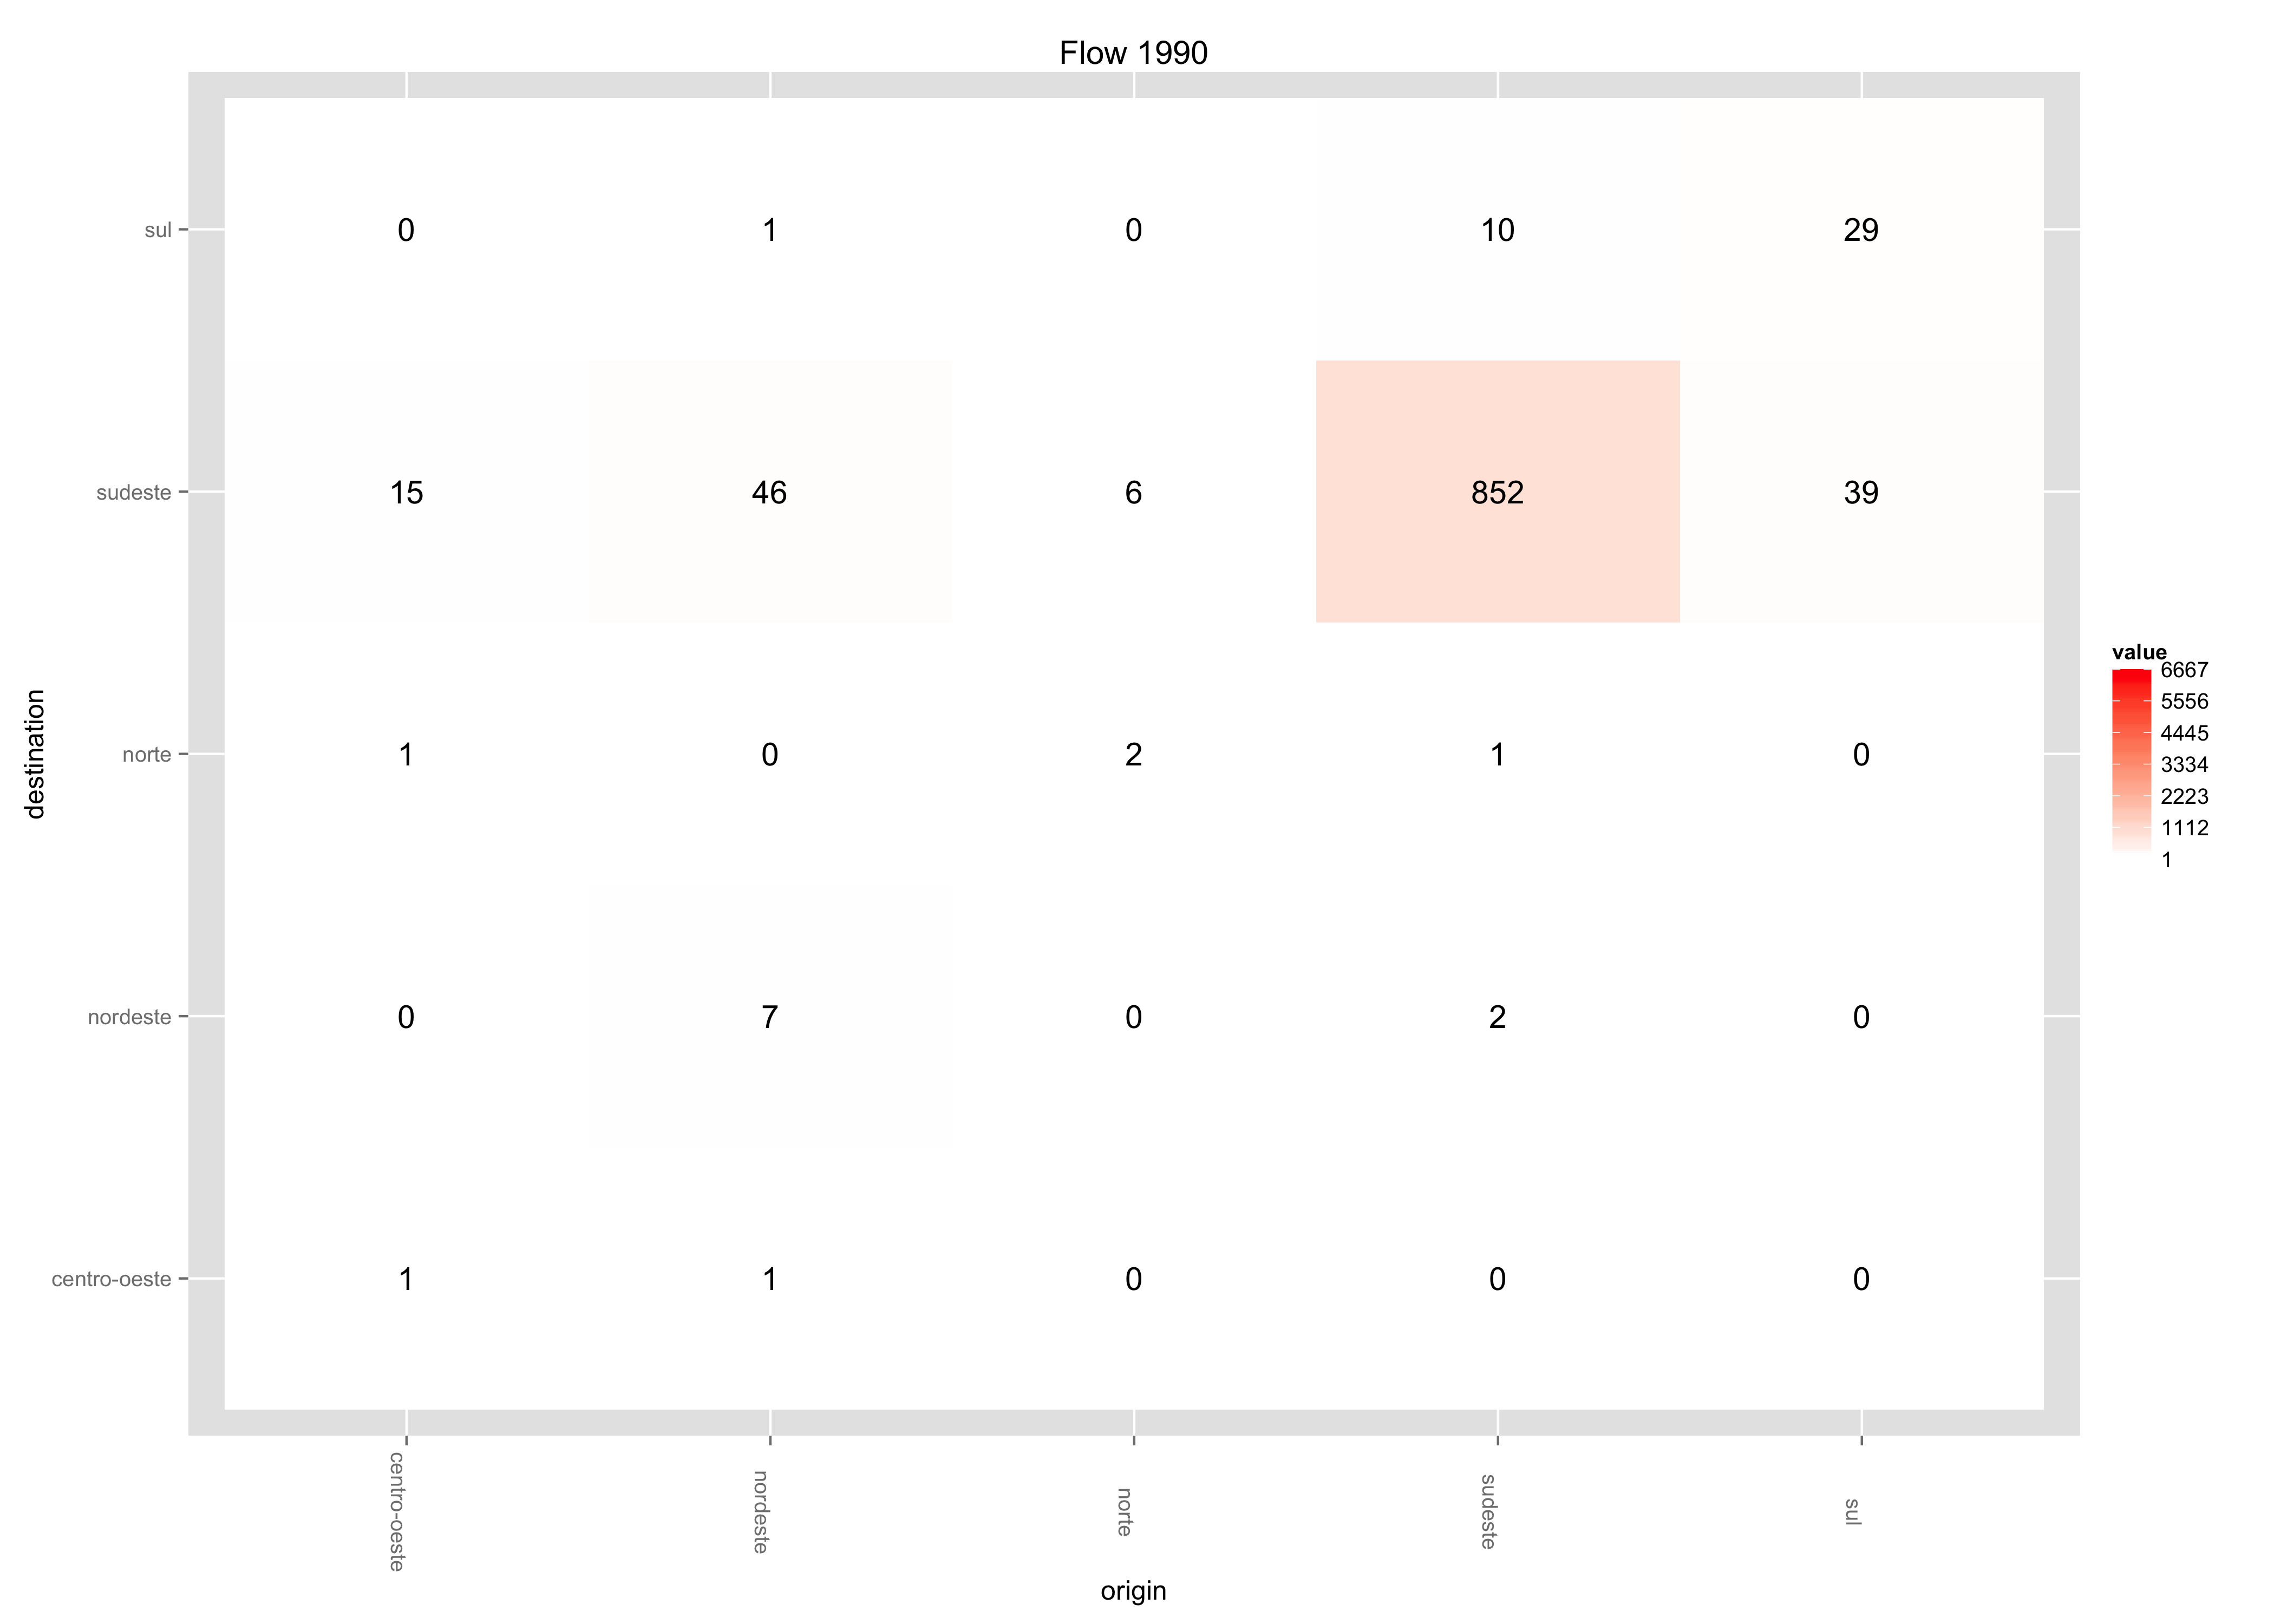 Flow 1990
sul
0 1 0 10 29
sudeste
15 46 6 852 39
norte
1 0 2 1 0
nordeste
0 7 0 2 0
centro-oeste
1 1 0 0 0
destination
centro-oeste
nordeste
norte
sudeste
sul
origin
value
6667
5556
4445
3334
2223
1112
1